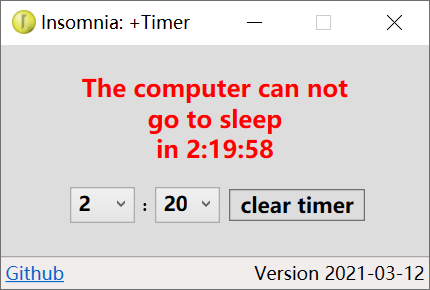 Insomnia: +Timer
The computer can not
go to sleep
in 2:19:58
2 : 20 clear timer
Github Version 2021-03-12